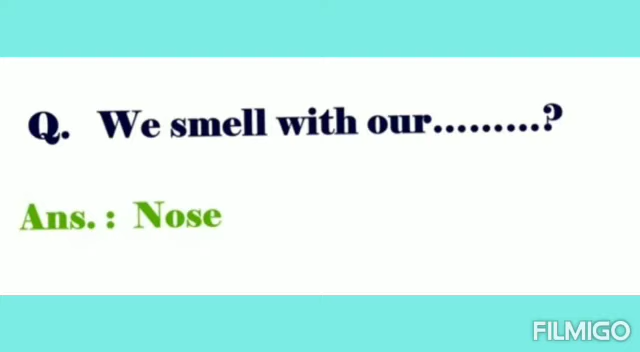 Q. We smell with our.........?
Ans. : Nose
FILMIGO